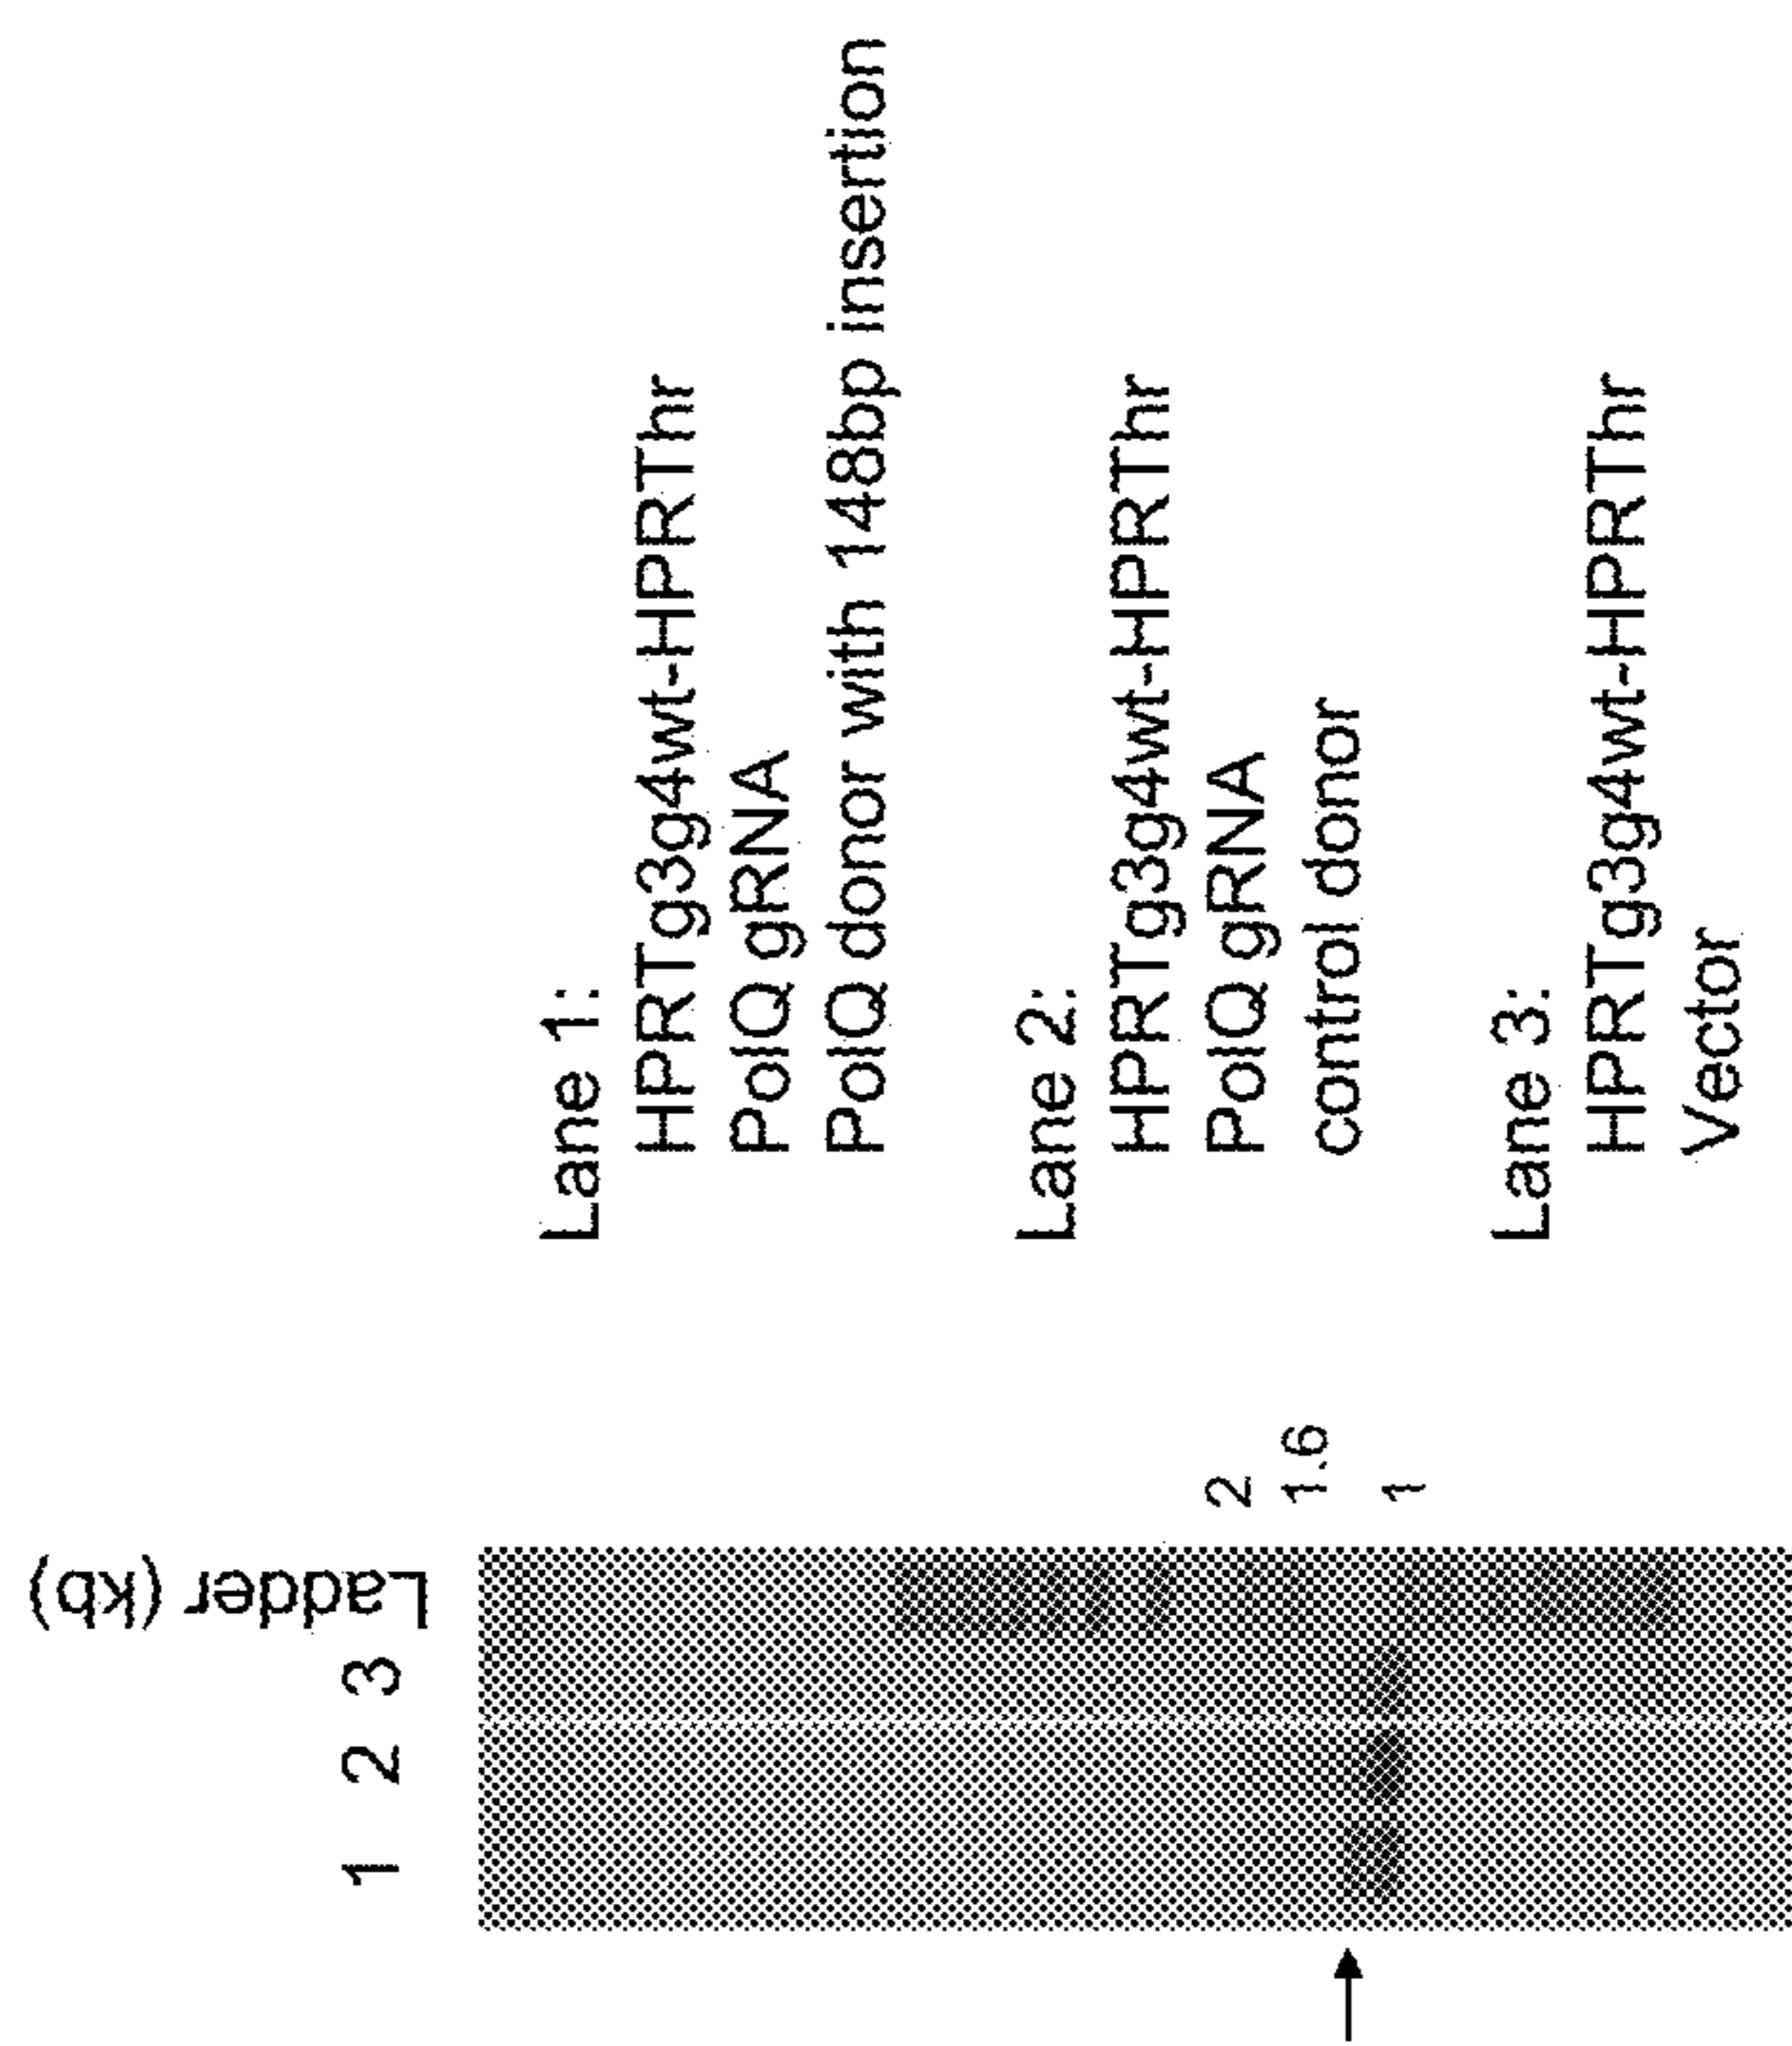 Ladder (kb)
1 2 3
2
1.6
1
Lane 1:
HPRTg3g4wt-HPRThr
PolQ gRNA
PolQ donor with 148bp insertion
Lane 2:
HPRTg3g4wt-HPRThr
PolQ gRNA
control donor
Lane 3:
HPRTg3g4wt-HPRThr
Vector